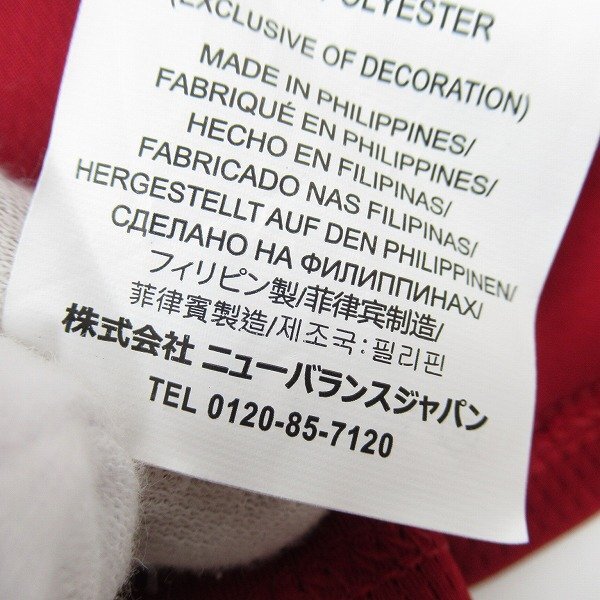 POLYESTER
(EXCLUSIVE OF DECORATION)
MADE IN PHILIPPINES/
FABRIQUÉ EN PHILIPPINES/
HECHO EN FILIPINAS/
FABRICADO NAS FILIPINAS/
HERGESTELLT AUF DEN PHILIPPINEN/
СДЕЛАНО НА ФИЛИППИНАХ/
フィリピン製/菲律宾制造/
菲律賓製造/제조국:필리핀
株式会社 ニューバランスジャパン
TEL 0120-85-7120